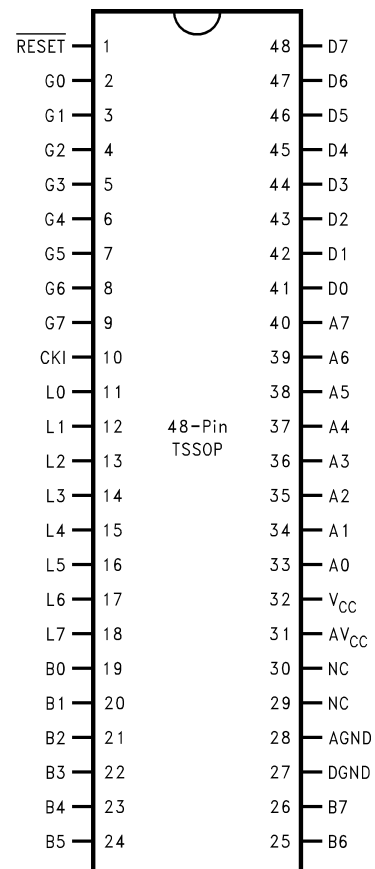 RESET 1 48 D7
G0 2 47 D6
G1 3 46 D5
G2 4 45 D4
G3 5 44 D3
G4 6 43 D2
G5 7 42 D1
G6 8 41 D0
G7 9 40 A7
CKI 10 39 A6
L0 11 38 A5
L1 12 48-Pin 37 A4
TSSOP
L2 13 36 A3
L3 14 35 A2
L4 15 34 A1
L5 16 33 A0
L6 17 32 VCC
L7 18 31 AVCC
B0 19 30 NC
B1 20 29 NC
B2 21 28 AGND
B3 22 27 DGND
B4 23 26 B7
B5 24 25 B6